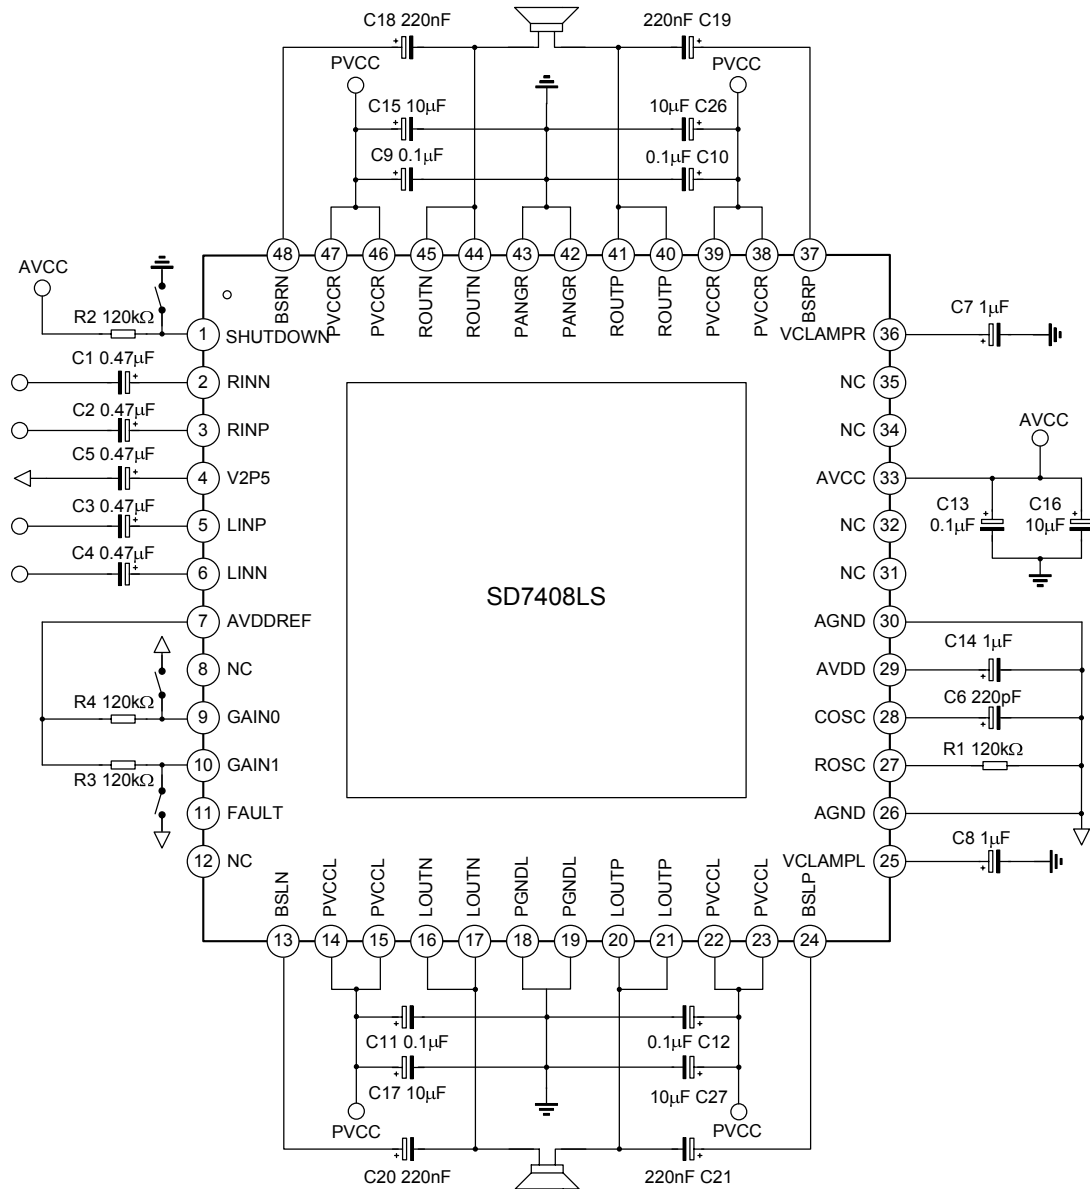 C18 220nF
220nF C19
PVCC
PVCC
C15 10μF
10μF C26
C9 0.1μF
0.1μF C10
48 47 46 45 44 43 42 41 40 39 38 37
BSRN PVCCR PVCCR ROUTN ROUTN PANGR PANGR ROUTP ROUTP PVCCR PVCCR BSRP
AVCC
R2 120kΩ
1 SHUTDOWN
C1 0.47μF
2 RINN
C2 0.47μF
3 RINP
C5 0.47μF
4 V2P5
C3 0.47μF
5 LINP
C4 0.47μF
6 LINN
7 AVDDREF
8 NC
R4 120kΩ
9 GAIN0
10 GAIN1
R3 120kΩ
11 FAULT
12 NC
SD7408LS
C7 1μF
VCLAMPR 36
NC 35
NC 34
AVCC
AVCC 33
C13
0.1μF
C16
10μF
NC 32
NC 31
AGND 30
C14 1μF
AVDD 29
C6 220pF
COSC 28
R1 120kΩ
ROSC 27
AGND 26
C8 1μF
VCLAMPL 25
BSLN PVCCL PVCCL LOUTN LOUTN PGNDL PGNDL LOUTP LOUTP PVCCL PVCCL BSLP
13 14 15 16 17 18 19 20 21 22 23 24
C11 0.1μF
0.1μF C12
C17 10μF
10μF C27
PVCC
PVCC
C20 220nF
220nF C21